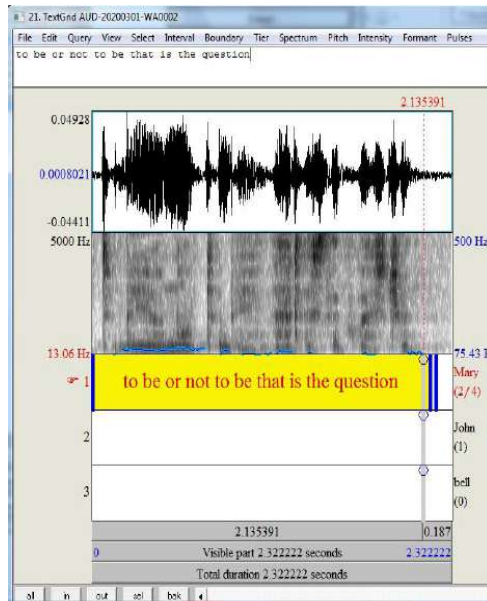 21. TextGrid AUD-20200301-WA0002
File Edit Query View Select Interval Boundary Tier Spectrum Pitch Intensity Formant Pulses
to be or not to be that is the question
2.135391
0.04928
0.0008021
-0.04411
5000 Hz 500 Hz
13.06 Hz 75.43 H
1 to be or not to be that is the question Mary
(2/4)
2 John
(1)
3 bell
(0)
2.135391 0.187
0 Visible part 2.322222 seconds 2.322222
Total duration 2.322222 seconds
all in out sel bak